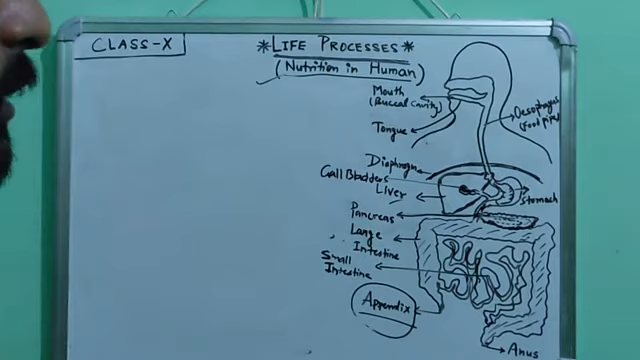 CLASS-X
*LIFE PROCESSES*
(Nutrition in Human)
Mouth
(Buccal Cavity)
Oesophagus
(Food pipe)
Tongue
Diaphragm
Gall Bladder
Liver
Stomach
Pancreas
Large
Intestine
Small
Intestine
Appendix
Anus